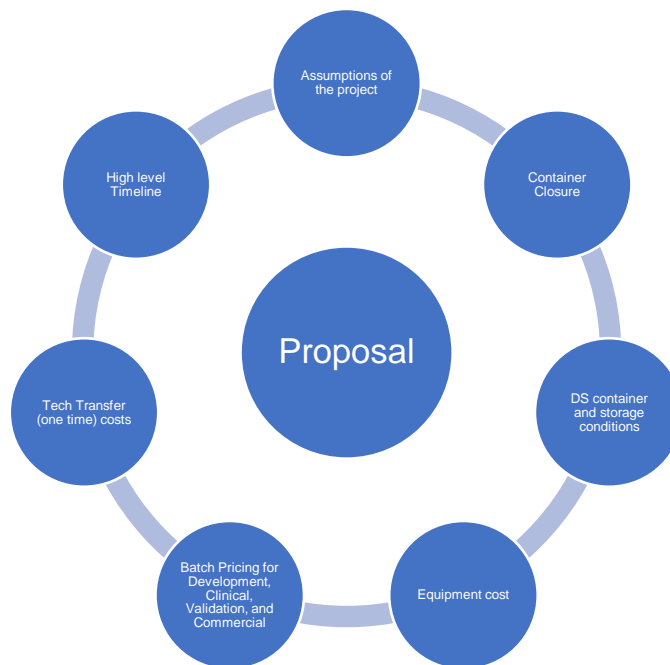 Assumptions of
the project
Container
Closure
DS container
and storage
conditions
Equipment cost
Batch Pricing for
Development,
Clinical,
Validation, and
Commercial
Tech Transfer
(one time) costs
High level
Timeline
Proposal